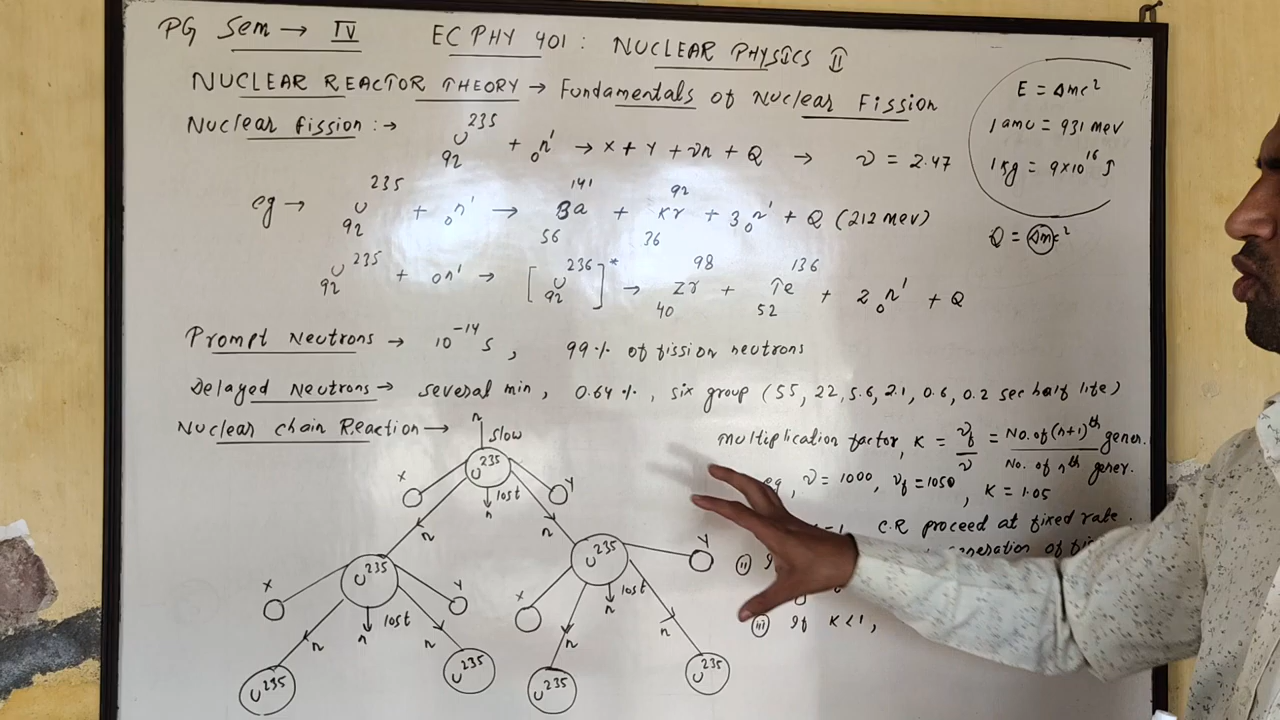 PG Sem → IV EC PHY 401 : NUCLEAR PHYSICS II
NUCLEAR REACTOR THEORY → Fundamentals of Nuclear Fission
E = Δmc²
1 amu = 931 mev
1 kg = 9×10¹⁶ J
Q = Δmc²
Nuclear fission :→ ₉₂U²³⁵ + ₀n¹ → X + Y + νn + Q → ν = 2.47
eg → ₉₂U²³⁵ + ₀n¹ → ₅₆Ba¹⁴¹ + ₃₆Kr⁹² + 3₀n¹ + Q (212 mev)
₉₂U²³⁵ + 0n¹ → [₉₂U²³⁶]* → ₄₀Zr⁹⁸ + ₅₂Te¹³⁶ + 2₀n¹ + Q
Prompt Neutrons → 10⁻¹⁴ s, 99 % of fission neutrons
Delayed Neutrons → several min, 0.64 %, six group (55, 22, 5.6, 2.1, 0.6, 0.2 sec half life)
Nuclear chain Reaction →
n
slow
U²³⁵
X Y
lost
n n n
U²³⁵ U²³⁵
X Y X Y
lost lost
n n n n n n
U²³⁵ U²³⁵ U²³⁵ U²³⁵
Multiplication factor, K = νf/ν = No. of (n+1)ᵗʰ gener. / No. of nᵗʰ gener.
eg, ν = 1000, νf = 1050, K = 1.05
=1, C.R proceed at fixed rate.
(ii)
(iii) If K<1,